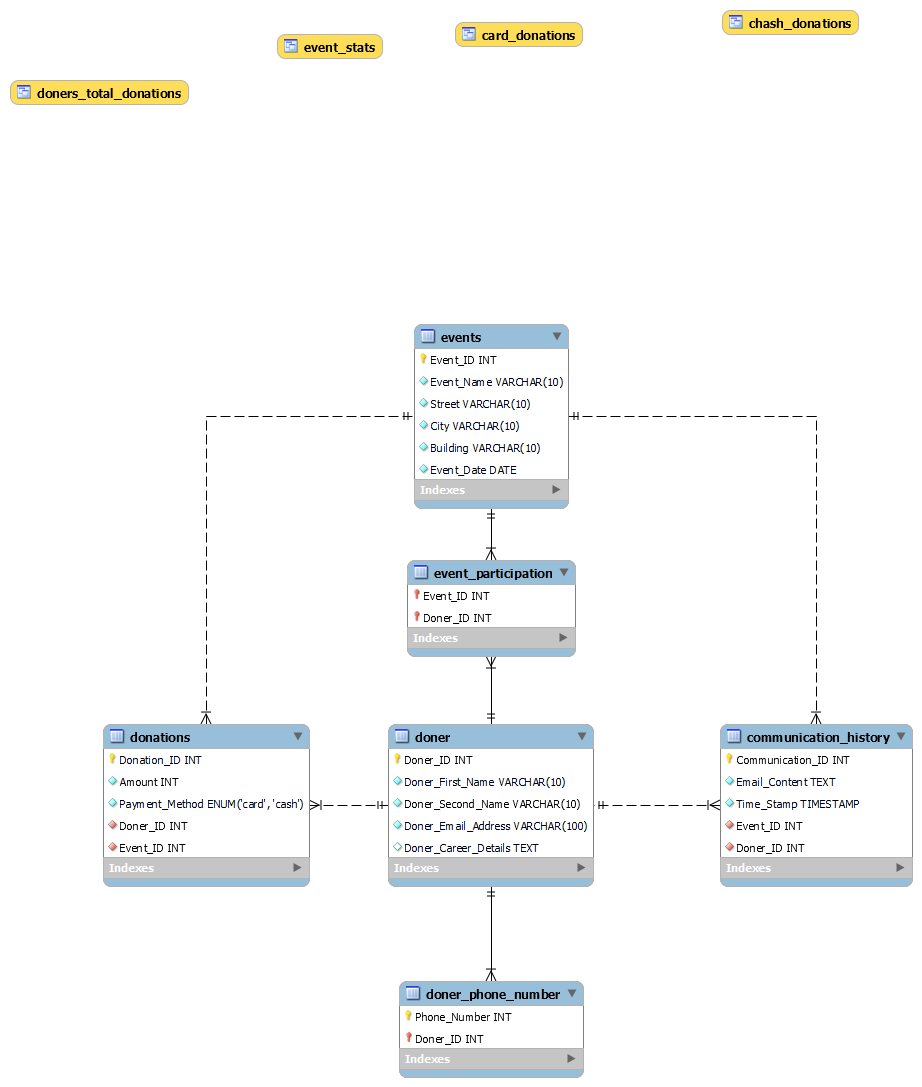 chash_donations
card_donations
event_stats
doners_total_donations
events
Event_ID INT
Event_Name VARCHAR(10)
Street VARCHAR(10)
City VARCHAR(10)
Building VARCHAR(10)
Event_Date DATE
Indexes
event_participation
Event_ID INT
Doner_ID INT
Indexes
donations
Donation_ID INT
Amount INT
Payment_Method ENUM('card', 'cash')
Doner_ID INT
Event_ID INT
Indexes
doner
Doner_ID INT
Doner_First_Name VARCHAR(10)
Doner_Second_Name VARCHAR(10)
Doner_Email_Address VARCHAR(100)
Doner_Career_Details TEXT
Indexes
communication_history
Communication_ID INT
Email_Content TEXT
Time_Stamp TIMESTAMP
Event_ID INT
Doner_ID INT
Indexes
doner_phone_number
Phone_Number INT
Doner_ID INT
Indexes